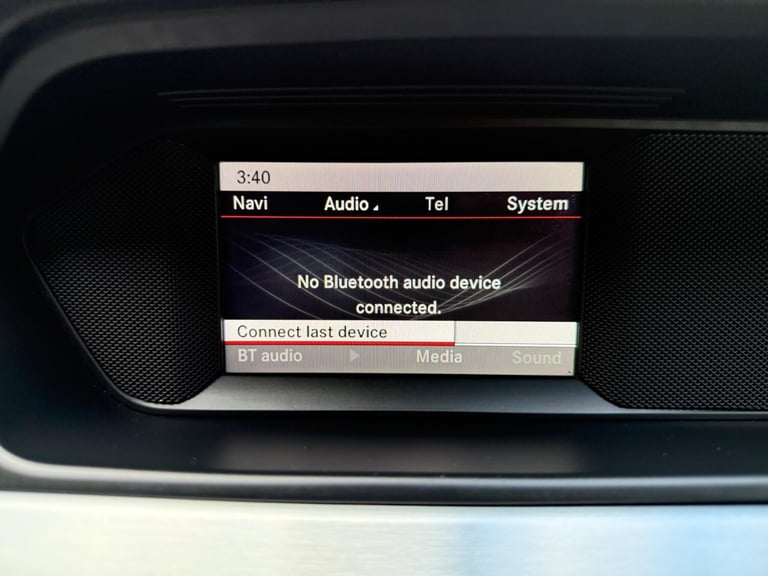 3:40
Navi Audio Tel System
No Bluetooth audio device
connected.
Connect last device
BT audio Media Sound